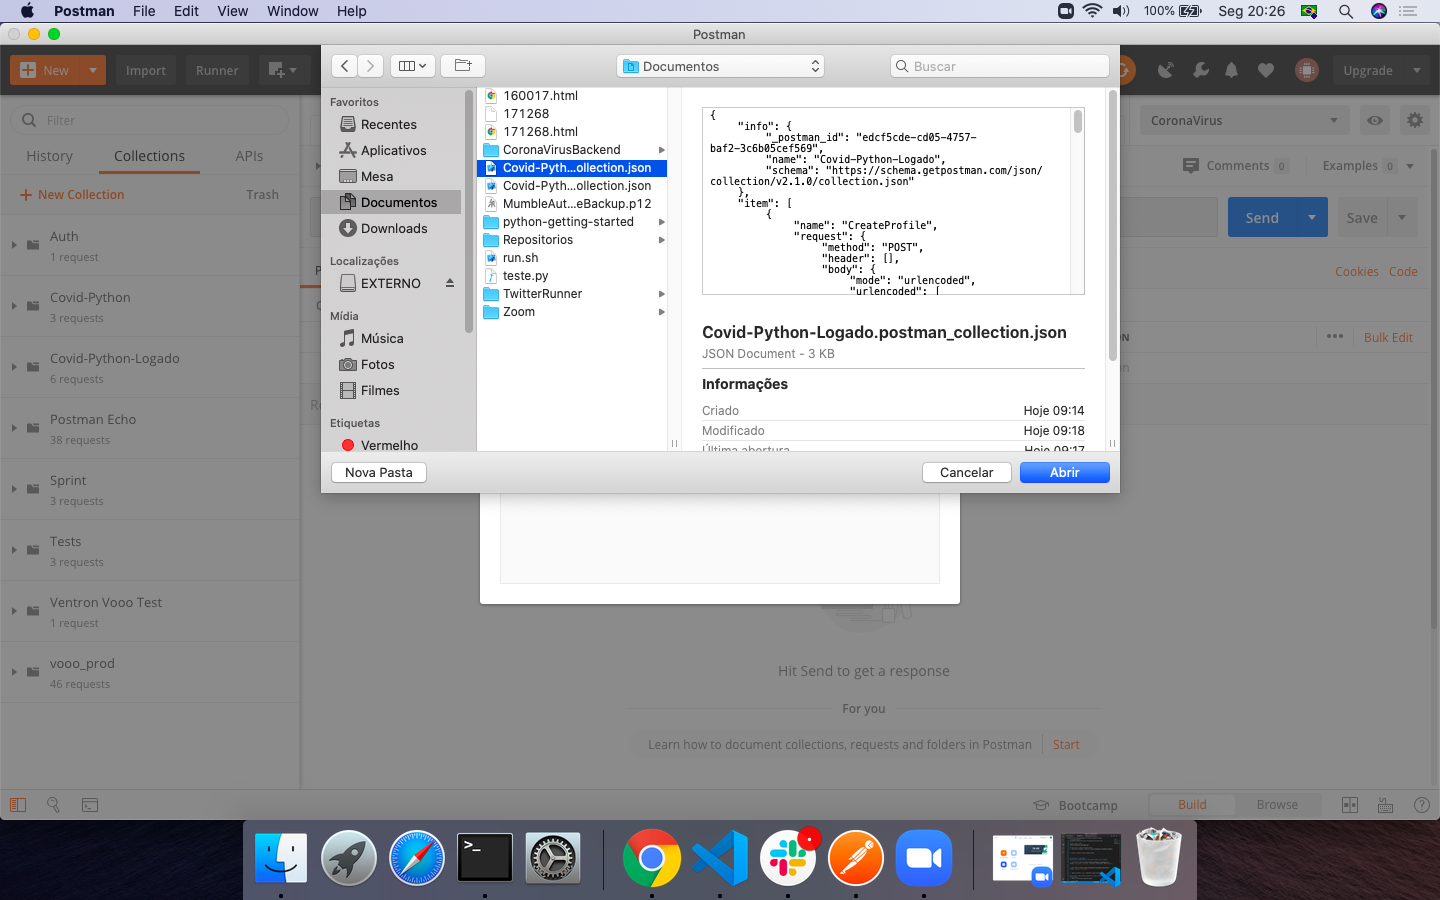 Postman File Edit View Window Help 100% Seg 20:26
Postman
New Import Runner Upgrade
Documentos Buscar
Filter
History Collections APIs
New Collection Trash
Auth
1 request
Covid-Python
3 requests
Covid-Python-Logado
6 requests
Postman Echo
38 requests
Sprint
3 requests
Tests
3 requests
Ventron Vooo Test
1 request
vooo_prod
46 requests
Favoritos
Recentes
Aplicativos
Mesa
Documentos
Downloads
Localizações
EXTERNO
Mídia
Música
Fotos
Filmes
Etiquetas
Vermelho
160017.html
171268
171268.html
CoronaVirusBackend
Covid-Pyth...ollection.json
Covid-Pyth...ollection.json
MumbleAut...eBackup.p12
python-getting-started
Repositorios
run.sh
teste.py
TwitterRunner
Zoom
{
"info": {
"_postman_id": "edcf5cde-cd05-4757-
baf2-3c6b05cef569",
"name": "Covid-Python-Logado",
"schema": "https://schema.getpostman.com/json/
collection/v2.1.0/collection.json"
},
"item": [
{
"name": "CreateProfile",
"request": {
"method": "POST",
"header": [],
"body": {
"mode": "urlencoded",
"urlencoded": [
Covid-Python-Logado.postman_collection.json
JSON Document - 3 KB
Informações
Criado Hoje 09:14
Modificado Hoje 09:18
Última abertura Hoje 09:17
Nova Pasta Cancelar Abrir
CoronaVirus
Comments 0 Examples 0
Send Save
Cookies Code
ON ••• Bulk Edit
Hit Send to get a response
For you
Learn how to document collections, requests and folders in Postman Start
Bootcamp Build Browse
>_